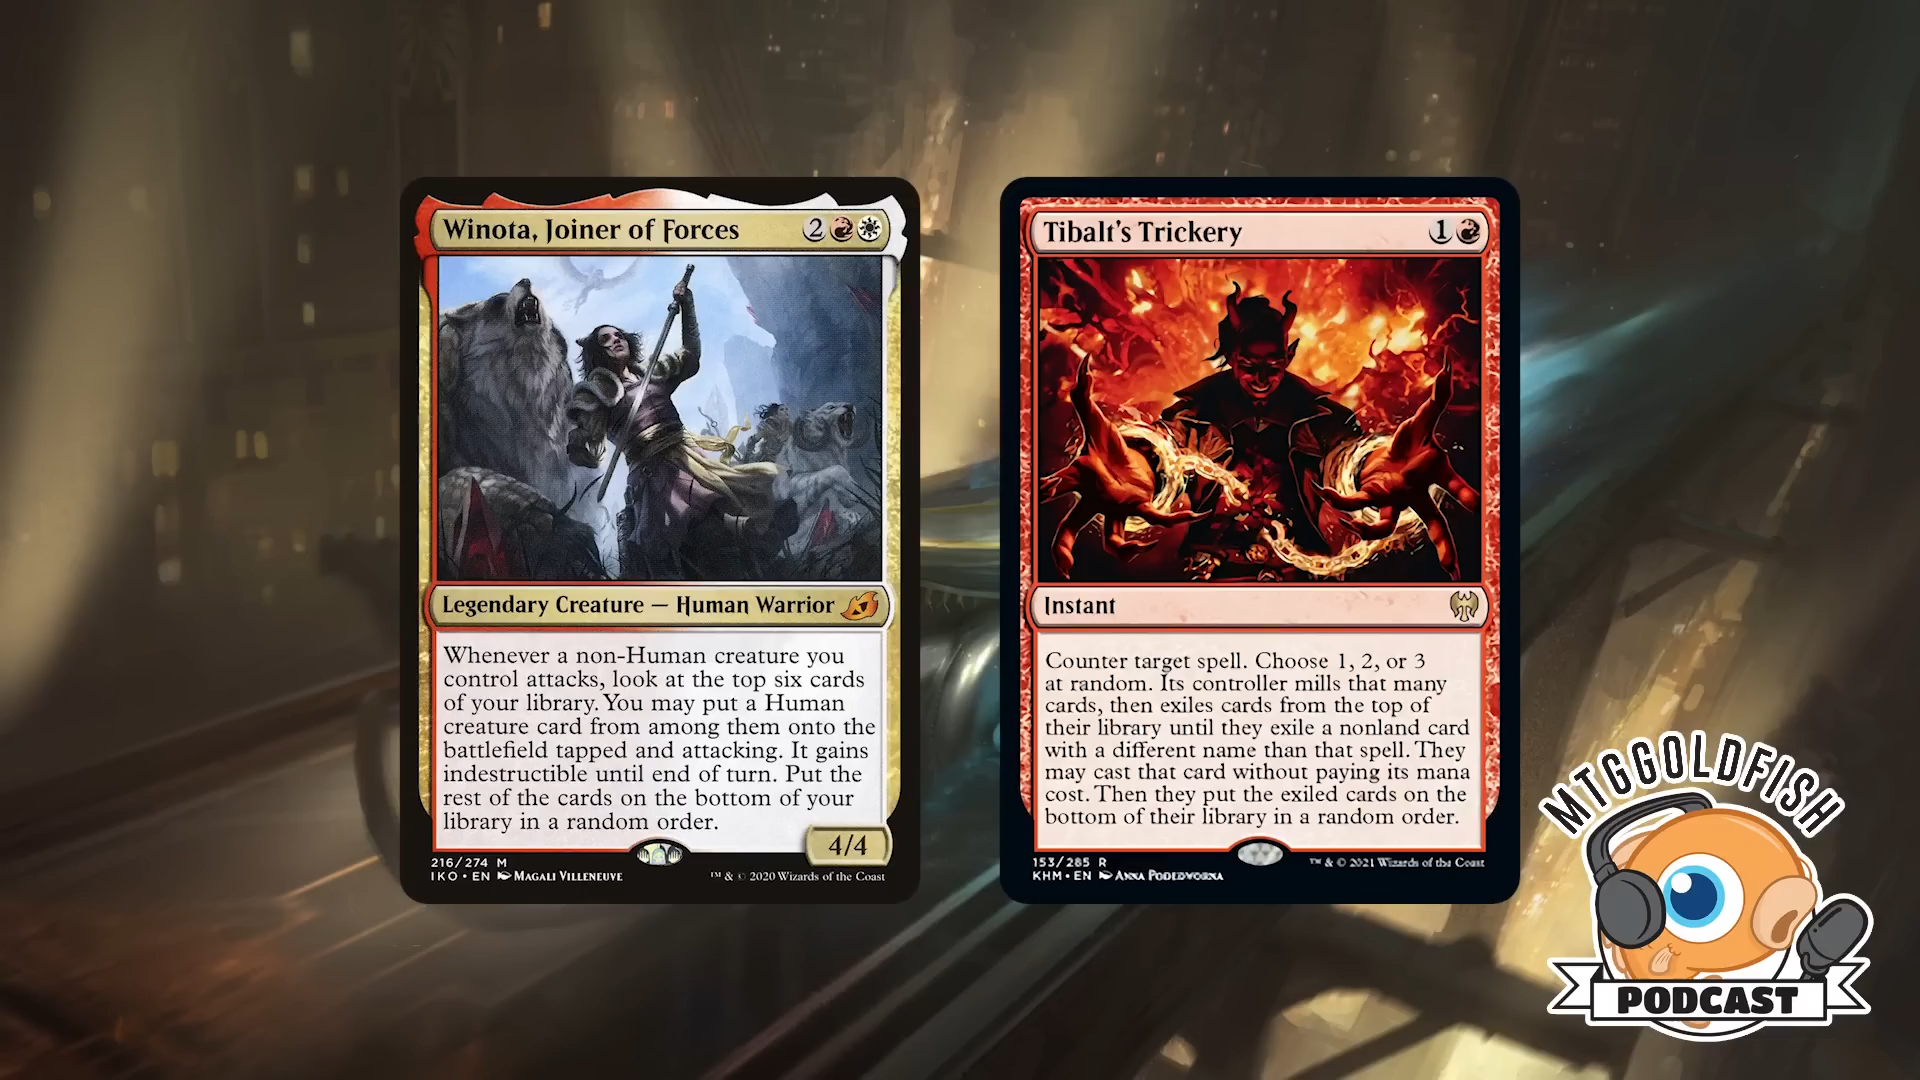 Winota, Joiner of Forces 2
Legendary Creature — Human Warrior
Whenever a non-Human creature you
control attacks, look at the top six cards
of your library. You may put a Human
creature card from among them onto the
battlefield tapped and attacking. It gains
indestructible until end of turn. Put the
rest of the cards on the bottom of your
library in a random order.
4/4
216/274 M
IKO • EN MAGALI VILLENEUVE
™ & © 2020 Wizards of the Coast
Tibalt's Trickery 1
Instant
Counter target spell. Choose 1, 2, or 3
at random. Its controller mills that many
cards, then exiles cards from the top of
their library until they exile a nonland card
with a different name than that spell. They
may cast that card without paying its mana
cost. Then they put the exiled cards on the
bottom of their library in a random order.
153/285 R
KHM • EN ANNA PODEDWORNA
™ & © 2021 Wizards of the Coast
MTGGOLDFISH
PODCAST